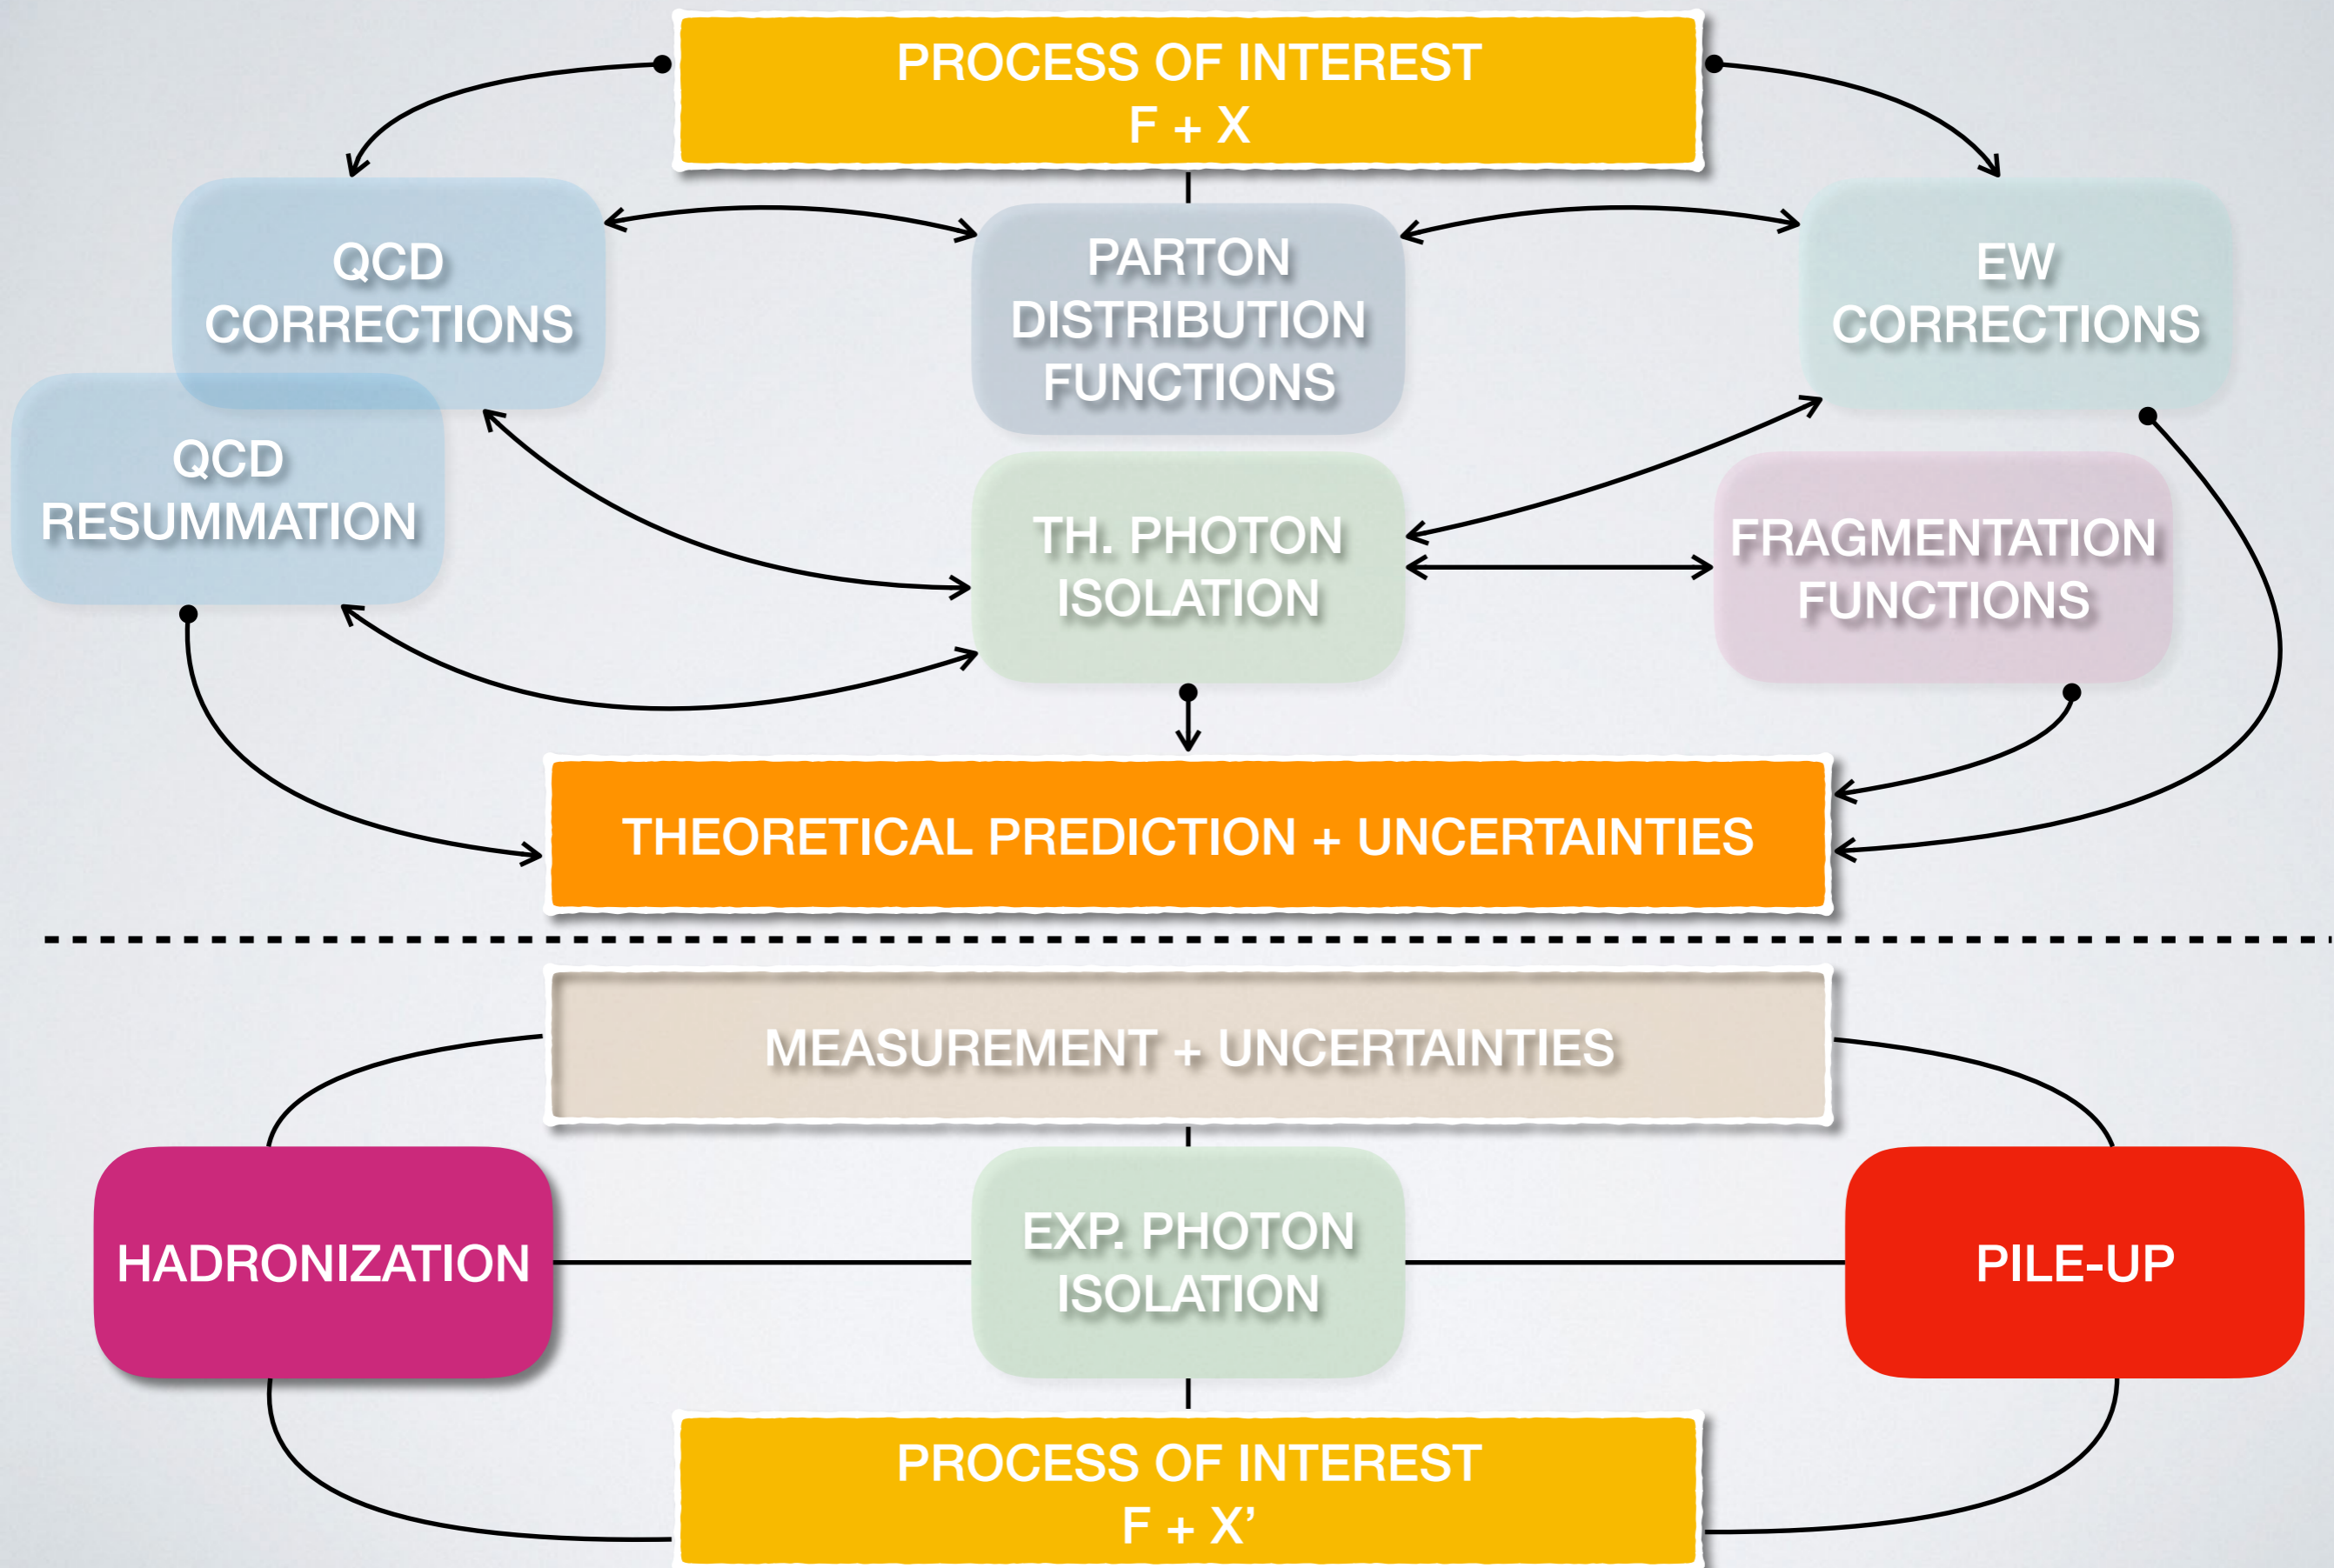 PROCESS OF INTEREST
F + X
QCD
CORRECTIONS
PARTON
DISTRIBUTION
FUNCTIONS
EW
CORRECTIONS
QCD
RESUMMATION
TH. PHOTON
ISOLATION
FRAGMENTATION
FUNCTIONS
THEORETICAL PREDICTION + UNCERTAINTIES
MEASUREMENT + UNCERTAINTIES
HADRONIZATION
EXP. PHOTON
ISOLATION
PILE-UP
PROCESS OF INTEREST
F + X’